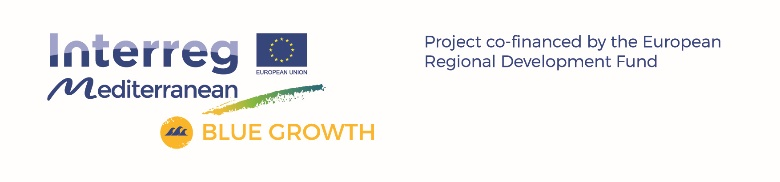 Interreg
Mediterranean
EUROPEAN UNION
BLUE GROWTH
Project co-financed by the European
Regional Development Fund